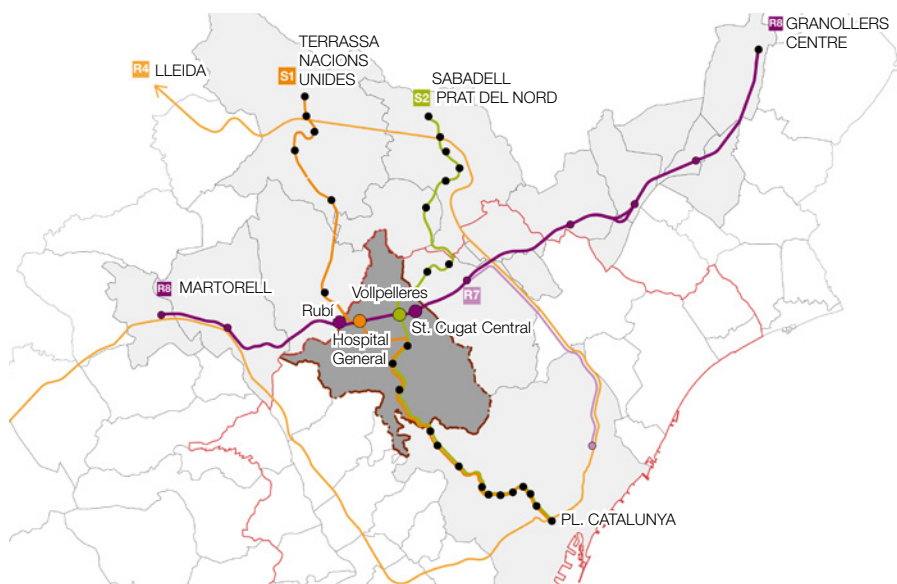 R8 GRANOLLERS
CENTRE
TERRASSA
NACIONS
UNIDES
S1
R4 LLEIDA
SABADELL
S2 PRAT DEL NORD
R8 MARTORELL
R7
Vollpelleres
Rubí
St. Cugat Central
Hospital
General
PL. CATALUNYA